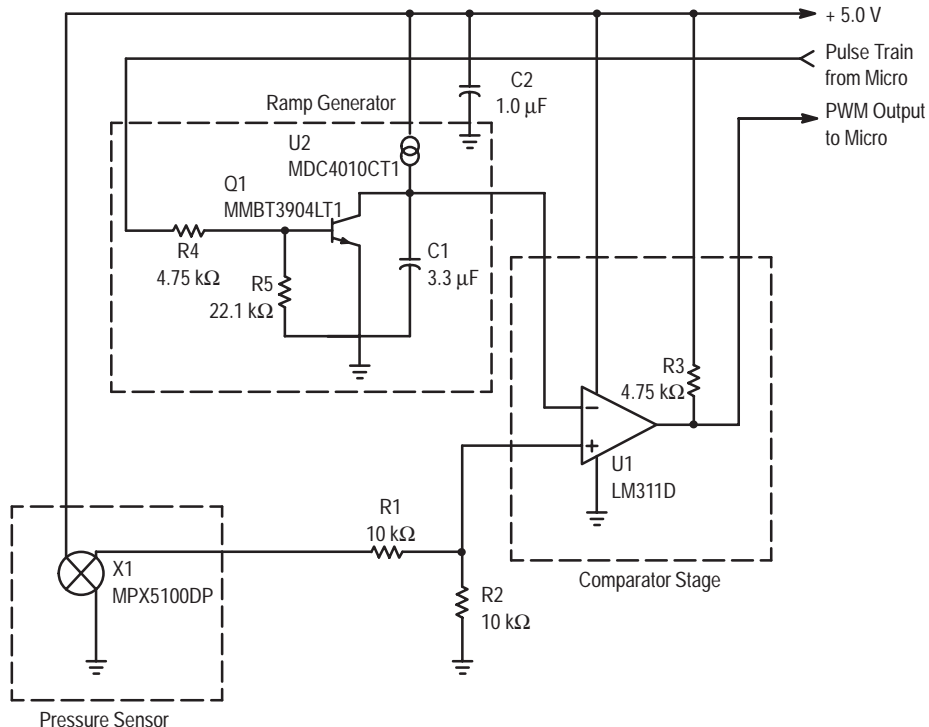 + 5.0 V
Pulse Train
from Micro
C2
1.0 μF
PWM Output
to Micro
Ramp Generator
U2
MDC4010CT1
Q1
MMBT3904LT1
R4
4.75 kΩ
R5
22.1 kΩ
C1
3.3 μF
R3
4.75 kΩ
−
+
U1
LM311D
Comparator Stage
R1
10 kΩ
R2
10 kΩ
X1
MPX5100DP
Pressure Sensor